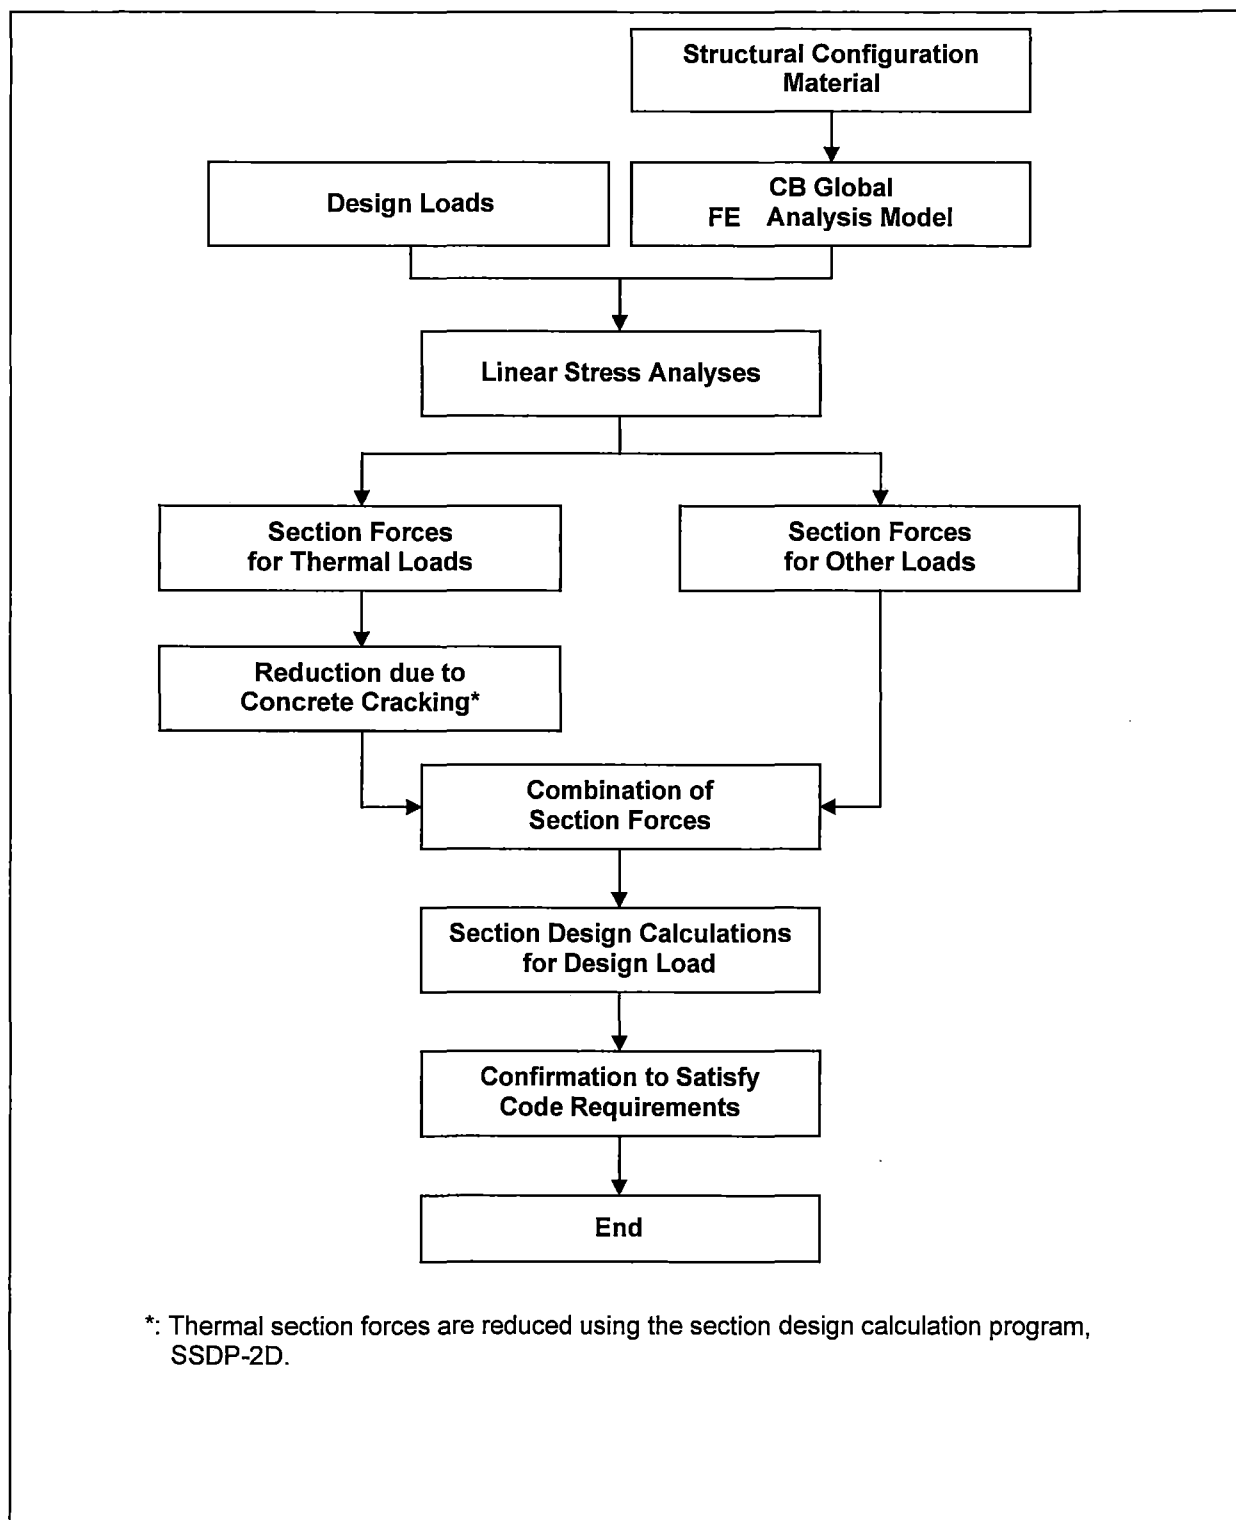 Structural Configuration
Material
Design Loads
CB Global
FE Analysis Model
Linear Stress Analyses
Section Forces
for Thermal Loads
Section Forces
for Other Loads
Reduction due to
Concrete Cracking*
Combination of
Section Forces
Section Design Calculations
for Design Load
Confirmation to Satisfy
Code Requirements
End
*: Thermal section forces are reduced using the section design calculation program,
SSDP-2D.